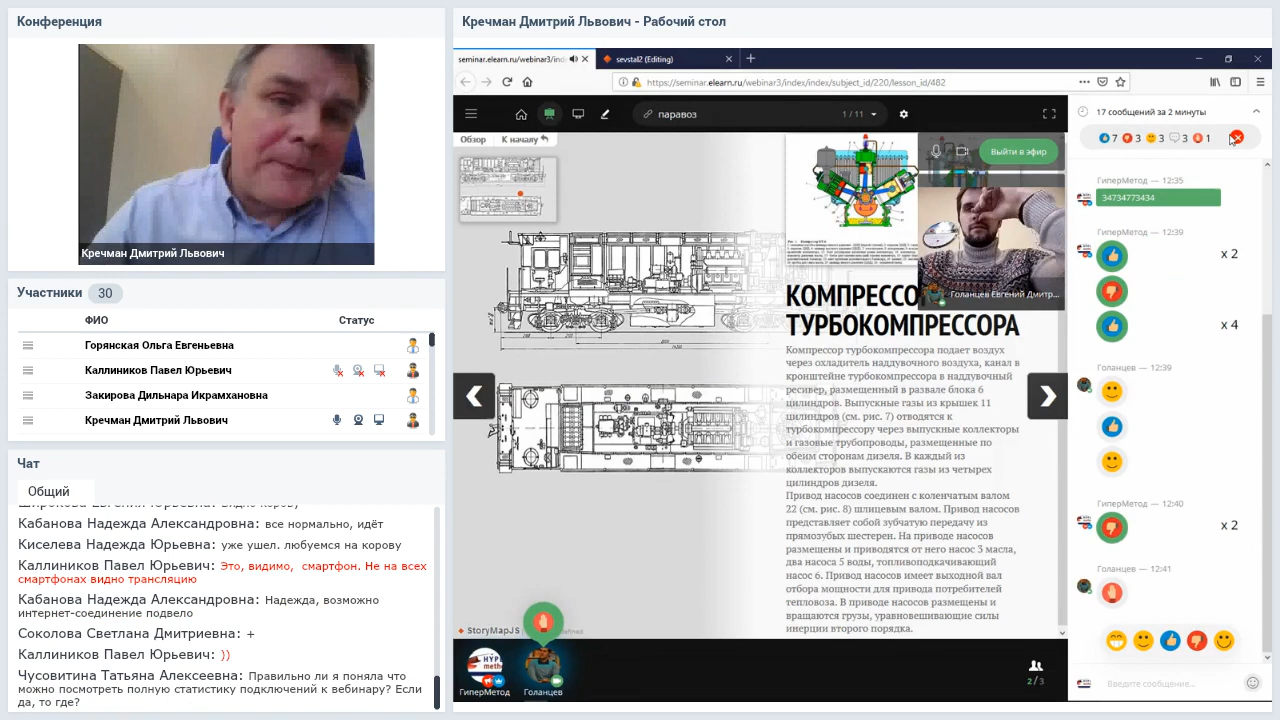 Конференция
Кречман Дмитрий Львович
Участники 30
ФИО Статус
Горянская Ольга Евгеньевна
Каллиников Павел Юрьевич
Закирова Дильнара Икрамхановна
Кречман Дмитрий Львович
Чат
Общий
Кабанова Надежда Александровна: все нормально, идёт
Киселева Надежда Юрьевна: уже ушел. любуемся на корову
Каллиников Павел Юрьевич: Это, видимо, смартфон. Не на всех
смартфонах видно трансляцию
Кабанова Надежда Александровна: Надежда, возможно
интернет-соединение подвело
Соколова Светлана Дмитриевна: +
Каллиников Павел Юрьевич: ))
Чусовитина Татьяна Алексеевна: Правильно ли я поняла что
можно посмотреть полную статистику подключений к вебинару? Если
да, то где?
Кречман Дмитрий Львович - Рабочий стол
seminar.elearn.ru/webinar3/inde
sevstal2 (Editing)
https://seminar.elearn.ru/webinar3/index/index/subject_id/220/lesson_id/482
паравоз 1 / 11
Обзор К началу
Выйти в эфир
Голанцев Евгений Дмитр...
КОМПРЕССО
ТУРБОКОМПРЕССОРА
Компрессор турбокомпрессора подает воздух
через охладитель наддувочного воздуха, канал в
кронштейне турбокомпрессора в наддувочный
ресивер, размещенный в развале блока 6
цилиндров. Выпускные газы из крышек 11
цилиндров (см. рис. 7) отводятся к
турбокомпрессору через выпускные коллекторы
и газовые трубопроводы, размещенные по
обеим сторонам дизеля. В каждый из
коллекторов выпускаются газы из четырех
цилиндров дизеля.
Привод насосов соединен с коленчатым валом
22 (см. рис. 8) шлицевым валом. Привод насосов
представляет собой зубчатую передачу из
прямозубых шестерен. На приводе насосов
размещены и приводятся от него насос 3 масла,
два насоса 5 воды, топливоподкачивающий
насос 6. Привод насосов имеет выходной вал
отбора мощности для привода потребителей
тепловоза. В приводе насосов размещены и
вращаются грузы, уравновешивающие силы
инерции второго порядка.
StoryMapJS
ГиперМетод
Голанцев
2 / 3
17 сообщений за 2 минуты
7 3 3 3 1
ГиперМетод — 12:35
34734773434
ГиперМетод — 12:39
x 2
x 4
Голанцев — 12:39
ГиперМетод — 12:40
x 2
Голанцев — 12:41
Введите сообщение...